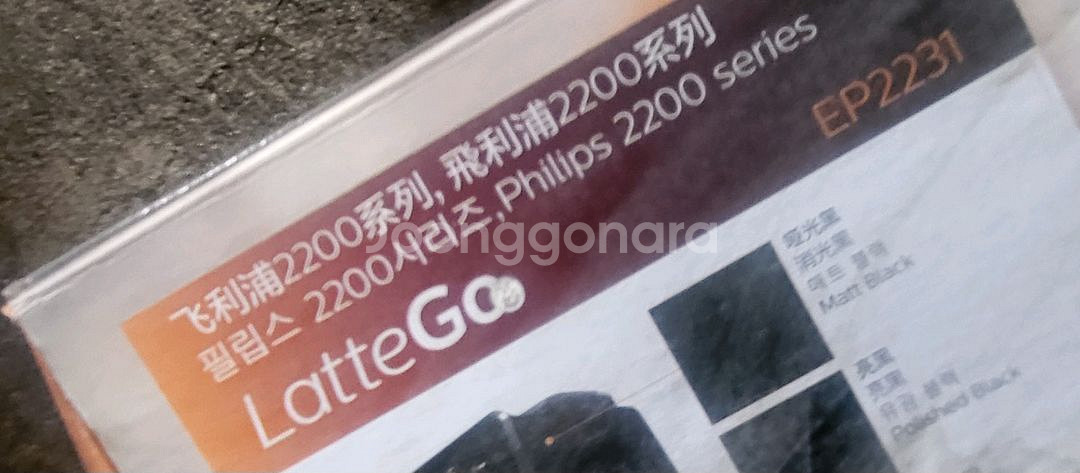 飞利浦2200系列, 飛利浦2200系列
필립스 2200시리즈,Philips 2200 series
EP2231
LatteGo
Joonggonara
哑光黑
消光黑
매트 블랙
Matt Black
亮黑
亮黑
유광 블랙
Polished Black